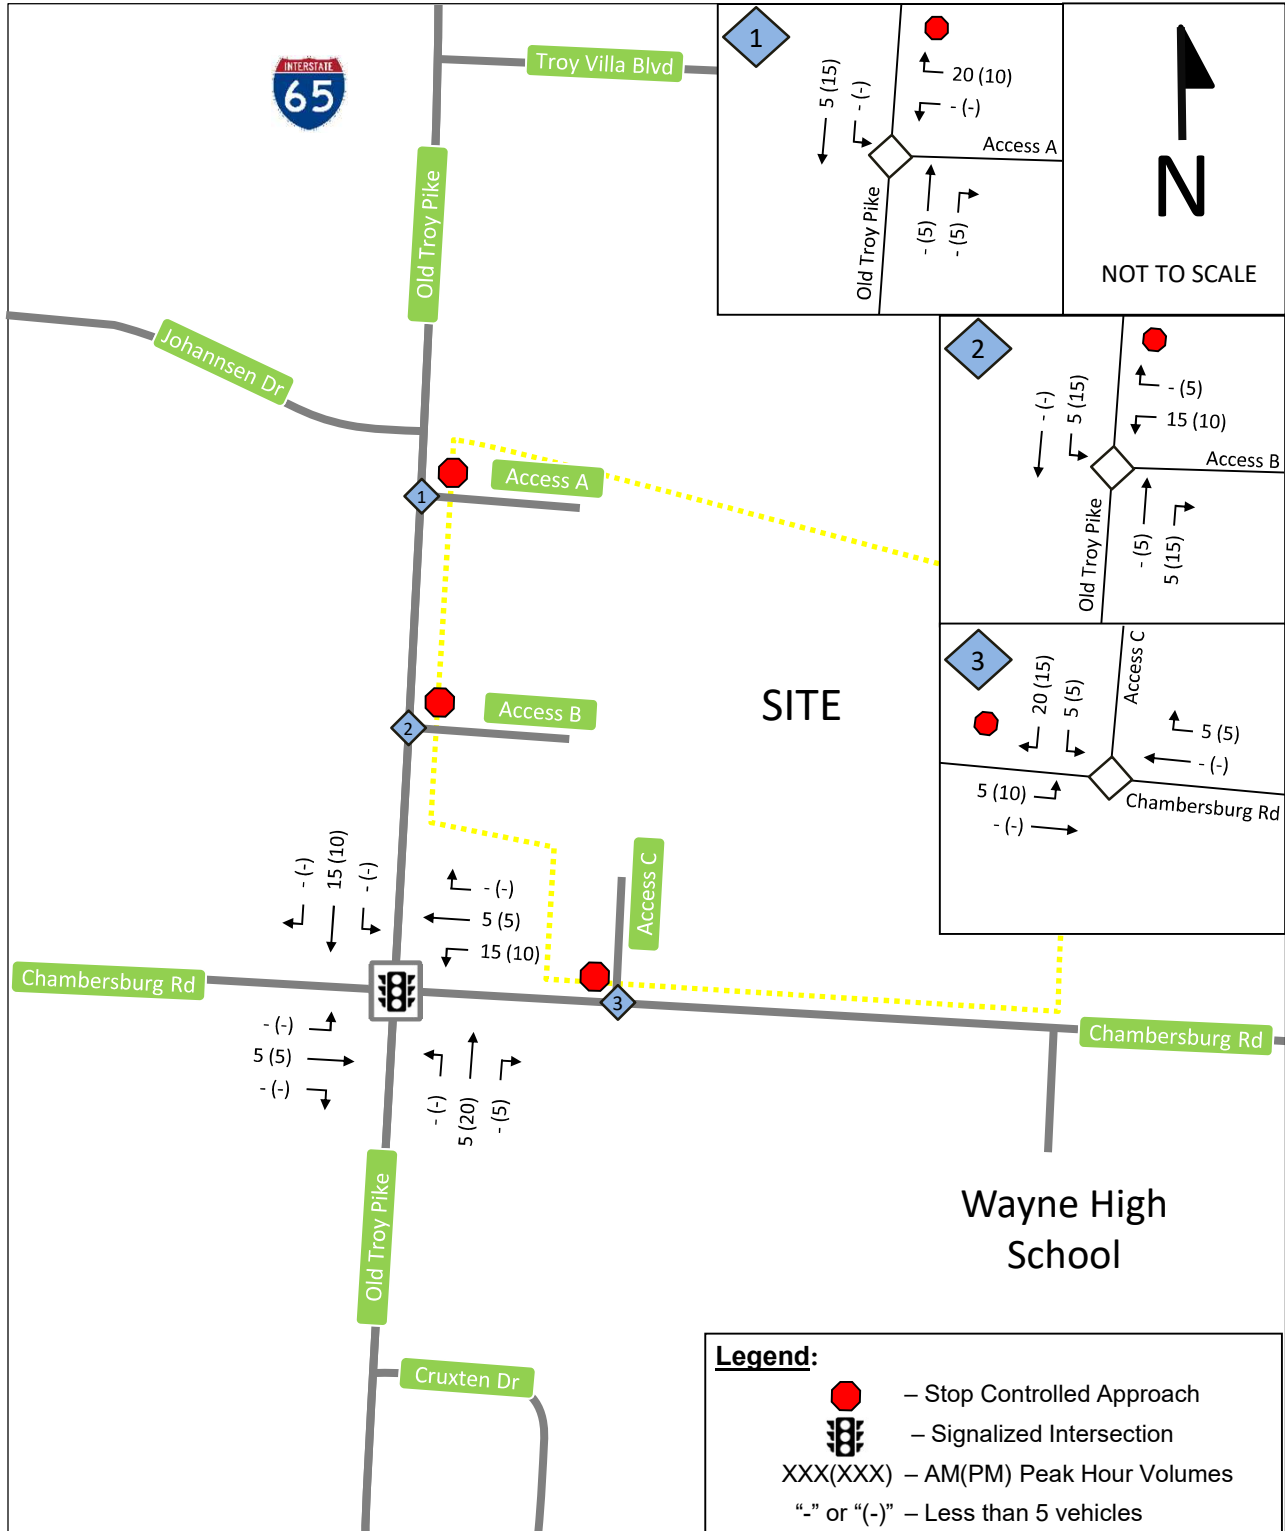 INTERSTATE
65
Troy Villa Blvd
Old Troy Pike
Johannsen Dr
1
Access A
2
Access B
SITE
Access C
3
- (-)
15 (10)
- (-)
- (-)
5 (5)
15 (10)
Chambersburg Rd
- (-)
5 (5)
- (-)
- (-)
5 (20)
- (5)
Chambersburg Rd
Old Troy Pike
Wayne High
School
Cruxten Dr
1
5 (15)
- (-)
20 (10)
- (-)
Access A
Old Troy Pike
- (5)
- (5)
N
NOT TO SCALE
2
- (-)
5 (15)
- (5)
15 (10)
Access B
Old Troy Pike
- (5)
5 (15)
3
20 (15)
5 (5)
Access C
5 (5)
- (-)
5 (10)
- (-)
Chambersburg Rd
Legend:
– Stop Controlled Approach
– Signalized Intersection
XXX(XXX) – AM(PM) Peak Hour Volumes
“-” or “(-)” – Less than 5 vehicles